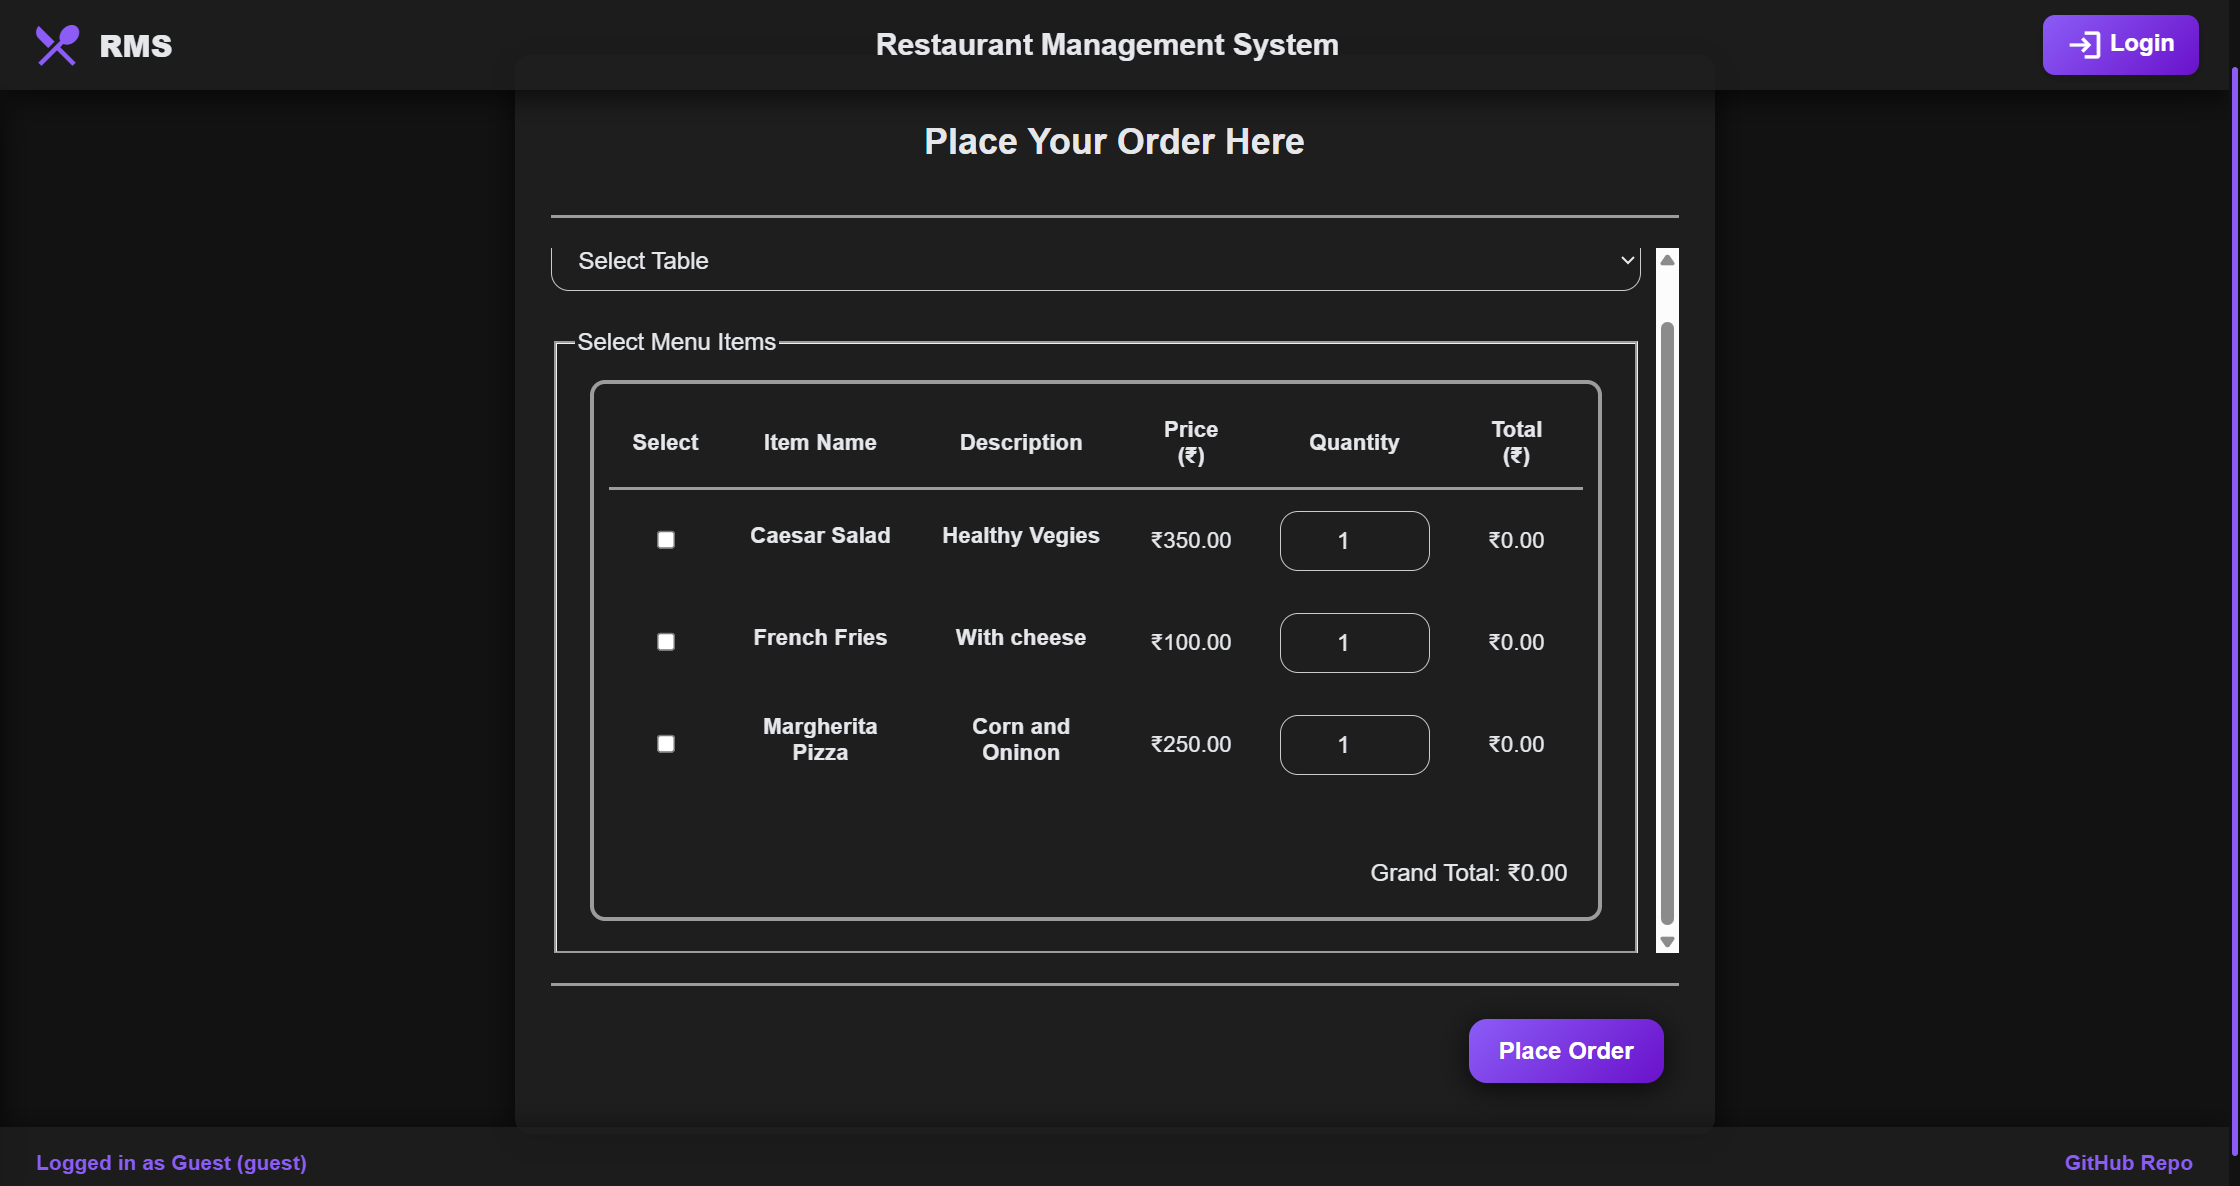 RMS
Restaurant Management System
Login
Place Your Order Here
Select Table
Select Menu Items
Select Item Name Description Price (₹) Quantity Total (₹)
Caesar Salad Healthy Vegies ₹350.00 1 ₹0.00
French Fries With cheese ₹100.00 1 ₹0.00
Margherita Pizza Corn and Oninon ₹250.00 1 ₹0.00
Grand Total: ₹0.00
Place Order
Logged in as Guest (guest)
GitHub Repo